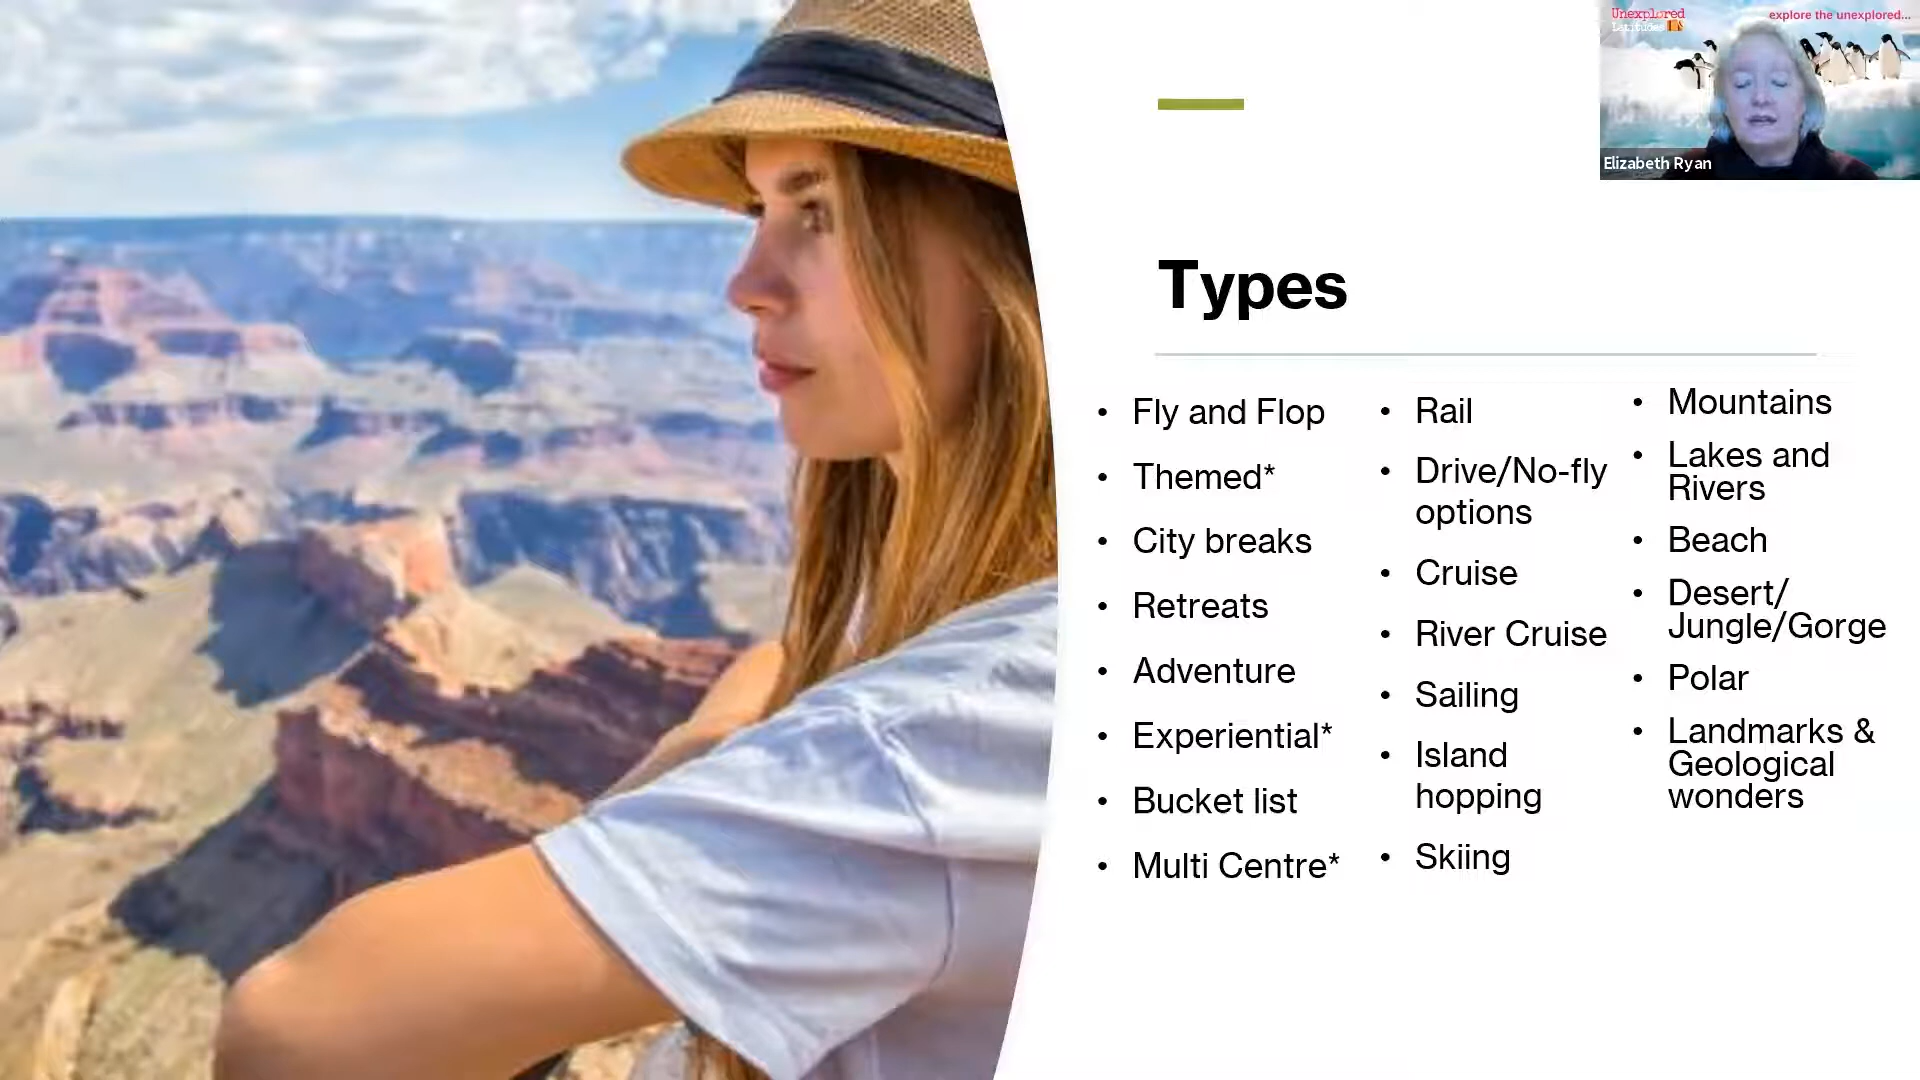 Unexplored
Latitudes
explore the unexplored...
Elizabeth Ryan
Types
• Fly and Flop
• Themed*
• City breaks
• Retreats
• Adventure
• Experiential*
• Bucket list
• Multi Centre*
• Rail
• Drive/No-fly
options
• Cruise
• River Cruise
• Sailing
• Island
hopping
• Skiing
• Mountains
• Lakes and
Rivers
• Beach
• Desert/
Jungle/Gorge
• Polar
• Landmarks &
Geological
wonders